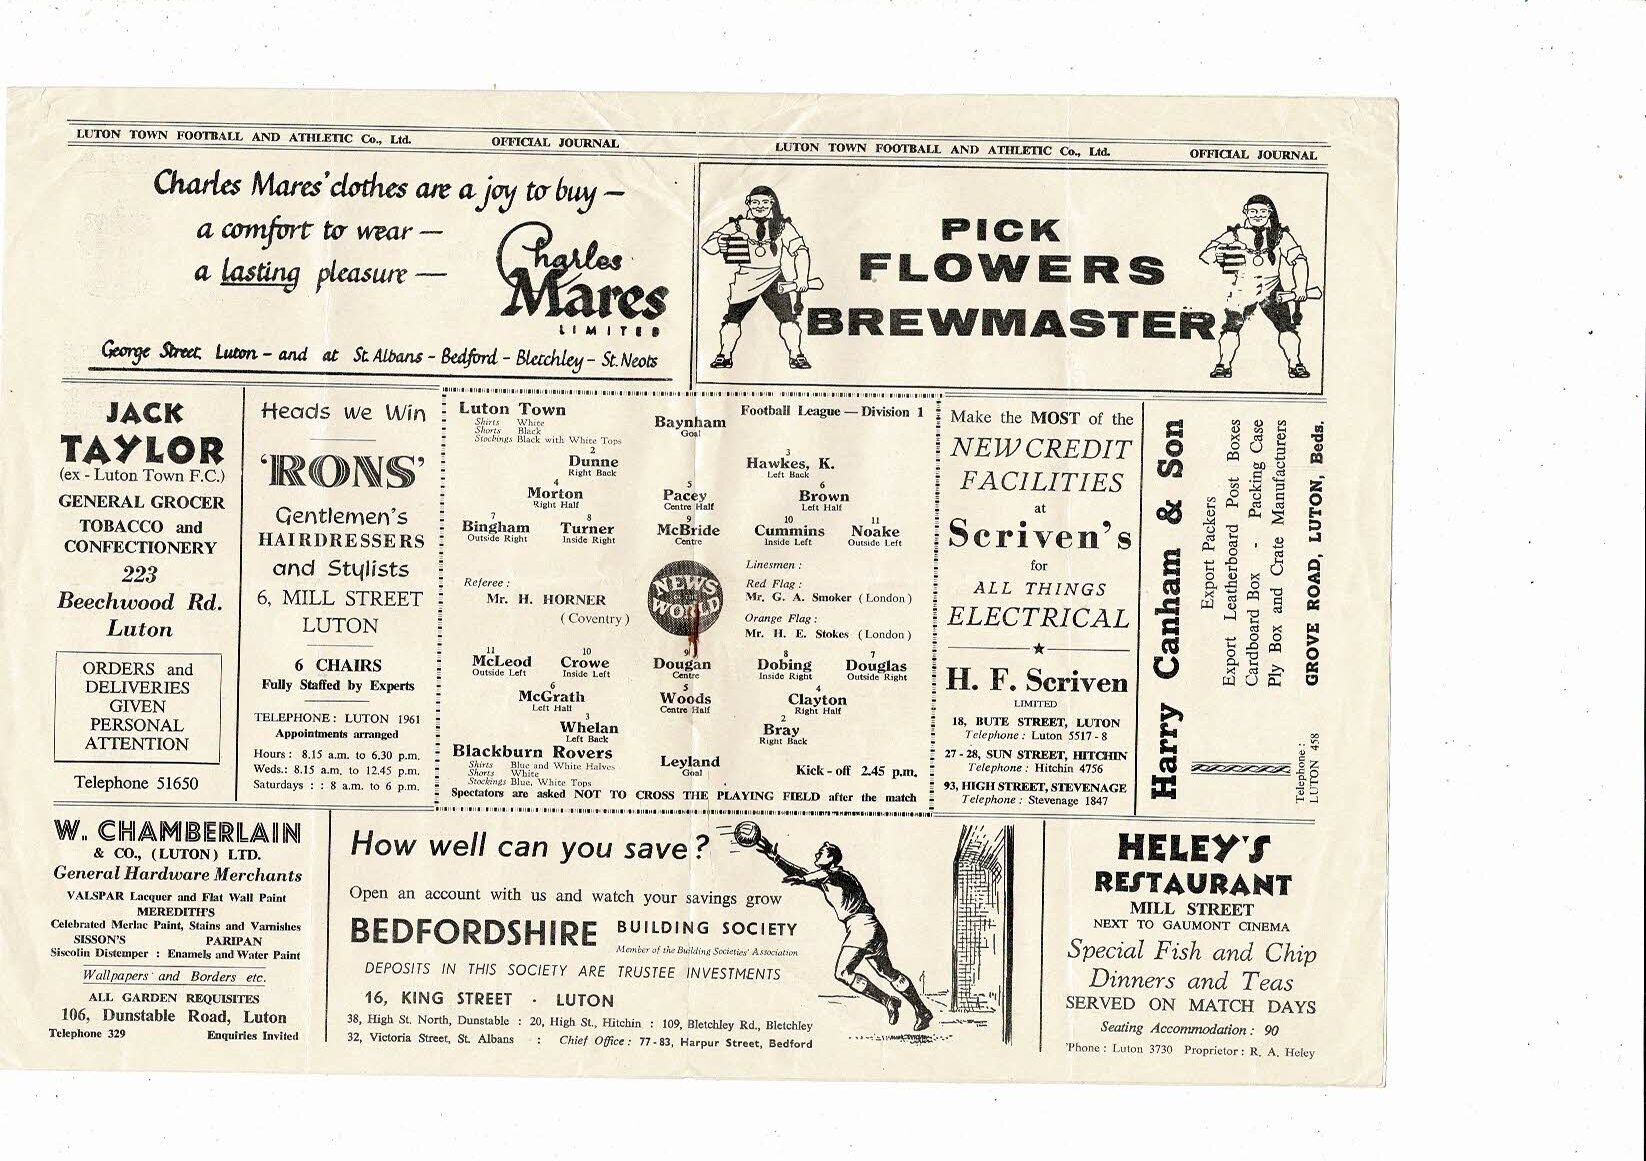 LUTON TOWN FOOTBALL AND ATHLETIC Co., Ltd. OFFICIAL JOURNAL
LUTON TOWN FOOTBALL AND ATHLETIC Co., Ltd. OFFICIAL JOURNAL
Charles Mares' clothes are a joy to buy —
a comfort to wear —
a lasting pleasure —
Charles
Mares
LIMITED
George Street, Luton - and at St. Albans - Bedford - Bletchley - St. Neots
PICK
FLOWERS
BREWMASTER
JACK
TAYLOR
(ex - Luton Town F.C.)
GENERAL GROCER
TOBACCO and
CONFECTIONERY
223
Beechwood Rd.
Luton
ORDERS and
DELIVERIES
GIVEN
PERSONAL
ATTENTION
Telephone 51650
Heads we Win
'RONS'
Gentlemen's
HAIRDRESSERS
and Stylists
6, MILL STREET
LUTON
6 CHAIRS
Fully Staffed by Experts
TELEPHONE: LUTON 1961
Appointments arranged
Hours : 8.15 a.m. to 6.30 p.m.
Weds.: 8.15 a.m. to 12.45 p.m.
Saturdays : : 8 a.m. to 6 p.m.
Luton Town
Football League — Division 1
Shirts White
Shorts Black
Stockings Black with White Tops
Baynham
Goal
2 3
Dunne Hawkes, K.
Right Back Left Back
4 5 6
Morton Pacey Brown
Right Half Centre Half Left Half
7 8 9 10 11
Bingham Turner McBride Cummins Noake
Outside Right Inside Right Centre Inside Left Outside Left
Referee :
Mr. H. HORNER
( Coventry )
NEWS
OF THE
WORLD
Linesmen :
Red Flag :
Mr. G. A. Smoker ( London )
Orange Flag :
Mr. H. E. Stokes ( London )
11 10 9 8 7
McLeod Crowe Dougan Dobing Douglas
Outside Left Inside Left Centre Inside Right Outside Right
6 5 4
McGrath Woods Clayton
Left Half Centre Half Right Half
3 2
Whelan Bray
Left Back Right Back
Blackburn Rovers
Shirts Blue and White Halves
Shorts White
Stockings Blue, White Tops
Leyland
Goal
Kick - off 2.45 p.m.
Spectators are asked NOT TO CROSS THE PLAYING FIELD after the match
Make the MOST of the
NEW CREDIT
FACILITIES
at
Scriven's
for
ALL THINGS
ELECTRICAL
H. F. Scriven
LIMITED
18, BUTE STREET, LUTON
Telephone : Luton 5517 - 8
27 - 28, SUN STREET, HITCHIN
Telephone : Hitchin 4756
93, HIGH STREET, STEVENAGE
Telephone : Stevenage 1847
Harry Canham & Son
Export Packers
Export Leatherboard Post Boxes
Cardboard Box - Packing Case
Ply Box and Crate Manufacturers
GROVE ROAD, LUTON, Beds.
Telephone :
LUTON 458
W. CHAMBERLAIN
& CO., (LUTON) LTD.
General Hardware Merchants
VALSPAR Lacquer and Flat Wall Paint
MEREDITH'S
Celebrated Merlac Paint, Stains and Varnishes
SISSON'S PARIPAN
Siscolin Distemper : Enamels and Water Paint
Wallpapers and Borders etc.
ALL GARDEN REQUISITES
106, Dunstable Road, Luton
Telephone 329 Enquiries Invited
How well can you save?
Open an account with us and watch your savings grow
BEDFORDSHIRE BUILDING SOCIETY
Member of the Building Societies' Association
DEPOSITS IN THIS SOCIETY ARE TRUSTEE INVESTMENTS
16, KING STREET · LUTON
38, High St. North, Dunstable : 20, High St., Hitchin : 109, Bletchley Rd., Bletchley
32, Victoria Street, St. Albans : Chief Office : 77 - 83, Harpur Street, Bedford
HELEY'S
RESTAURANT
MILL STREET
NEXT TO GAUMONT CINEMA
Special Fish and Chip
Dinners and Teas
SERVED ON MATCH DAYS
Seating Accommodation : 90
'Phone : Luton 3730 Proprietor : R. A. Heley